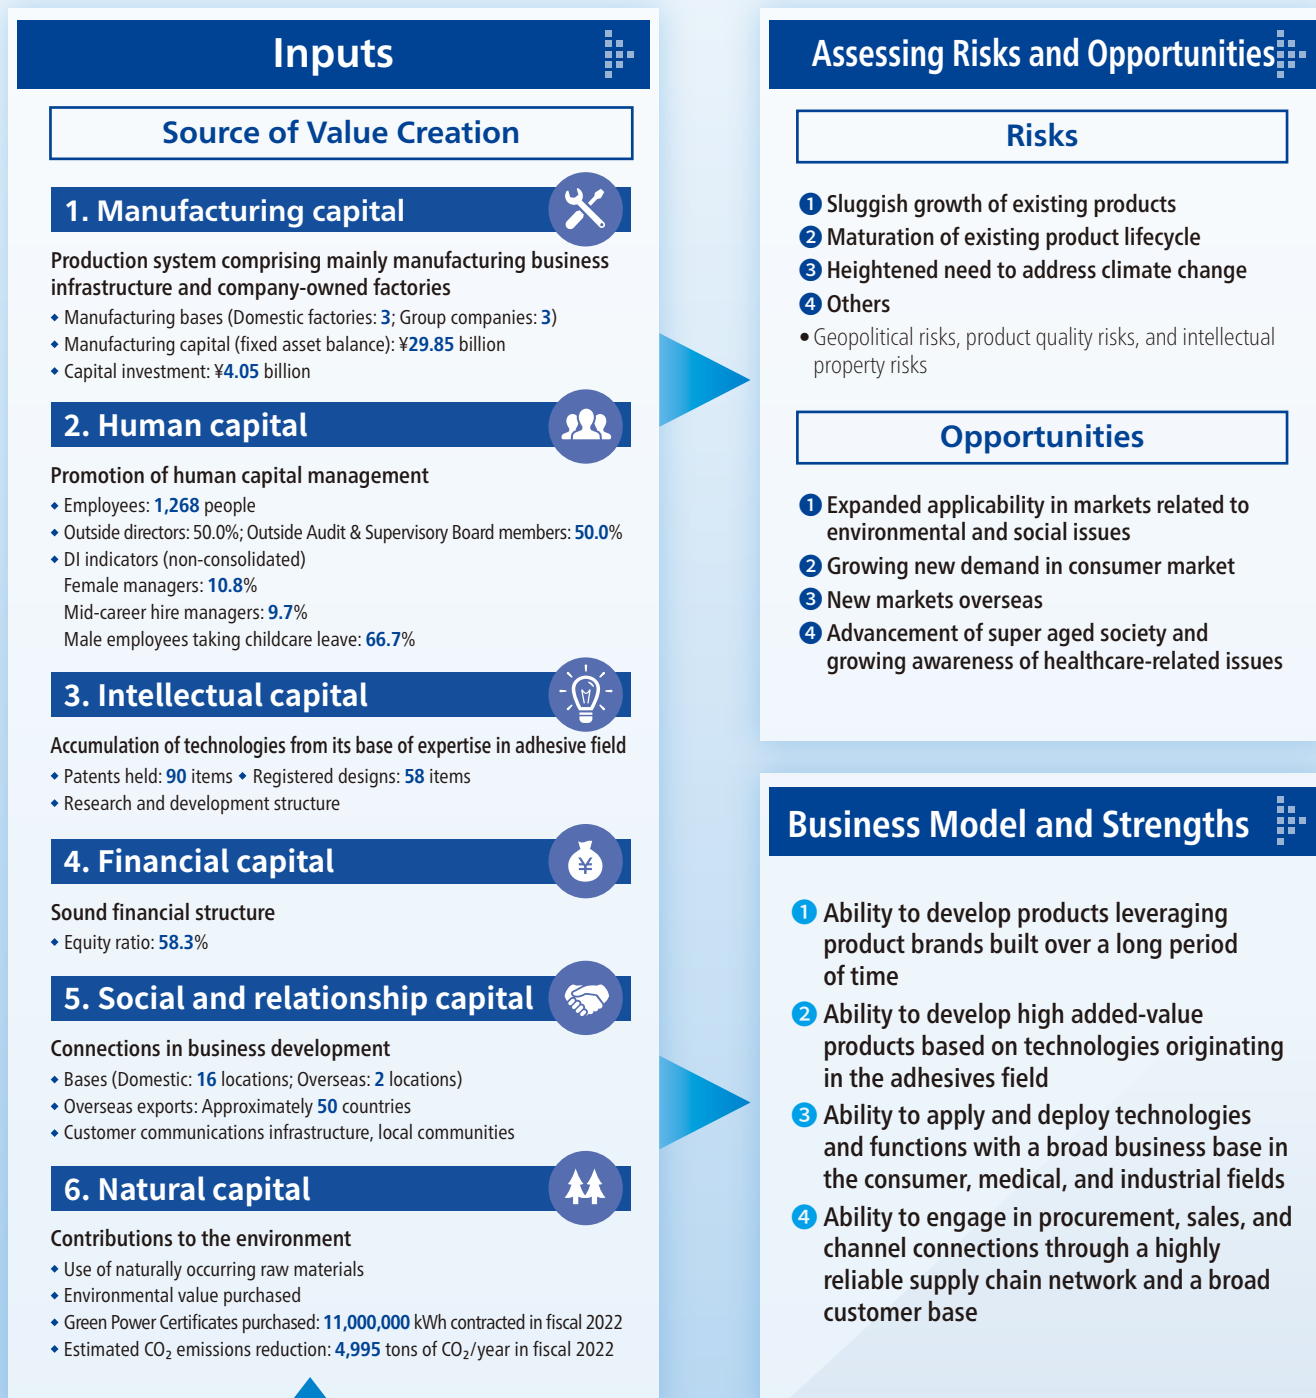 Inputs
Source of Value Creation
1. Manufacturing capital
Production system comprising mainly manufacturing business
infrastructure and company-owned factories
◆ Manufacturing bases (Domestic factories: 3; Group companies: 3)
◆ Manufacturing capital (fixed asset balance): ¥29.85 billion
◆ Capital investment: ¥4.05 billion
2. Human capital
Promotion of human capital management
◆ Employees: 1,268 people
◆ Outside directors: 50.0%; Outside Audit & Supervisory Board members: 50.0%
◆ DI indicators (non-consolidated)
Female managers: 10.8%
Mid-career hire managers: 9.7%
Male employees taking childcare leave: 66.7%
3. Intellectual capital
Accumulation of technologies from its base of expertise in adhesive field
◆ Patents held: 90 items ◆ Registered designs: 58 items
◆ Research and development structure
4. Financial capital
¥
Sound financial structure
◆ Equity ratio: 58.3%
5. Social and relationship capital
Connections in business development
◆ Bases (Domestic: 16 locations; Overseas: 2 locations)
◆ Overseas exports: Approximately 50 countries
◆ Customer communications infrastructure, local communities
6. Natural capital
Contributions to the environment
◆ Use of naturally occurring raw materials
◆ Environmental value purchased
◆ Green Power Certificates purchased: 11,000,000 kWh contracted in fiscal 2022
◆ Estimated CO₂ emissions reduction: 4,995 tons of CO₂/year in fiscal 2022
Assessing Risks and Opportunities
Risks
❶ Sluggish growth of existing products
❷ Maturation of existing product lifecycle
❸ Heightened need to address climate change
❹ Others
• Geopolitical risks, product quality risks, and intellectual
property risks
Opportunities
❶ Expanded applicability in markets related to
environmental and social issues
❷ Growing new demand in consumer market
❸ New markets overseas
❹ Advancement of super aged society and
growing awareness of healthcare-related issues
Business Model and Strengths
❶ Ability to develop products leveraging
product brands built over a long period
of time
❷ Ability to develop high added-value
products based on technologies originating
in the adhesives field
❸ Ability to apply and deploy technologies
and functions with a broad business base in
the consumer, medical, and industrial fields
❹ Ability to engage in procurement, sales, and
channel connections through a highly
reliable supply chain network and a broad
customer base